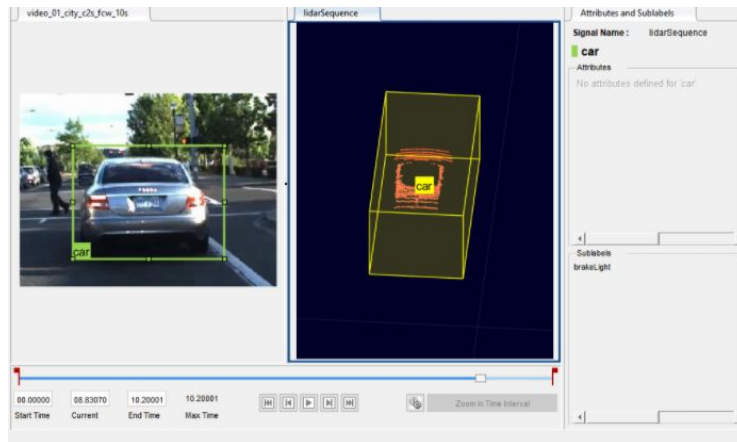 video_01_city_c2s_fcw_10s
lidarSequence
Attributes and Sublabels
Signal Name : lidarSequence
car
Attributes
No attributes defined for 'car'.
car
car
Sublabels
brakeLight
00.00000 08.83070 10.20001 10.20001
Start Time Current End Time Max Time
Zoom in Time Interval